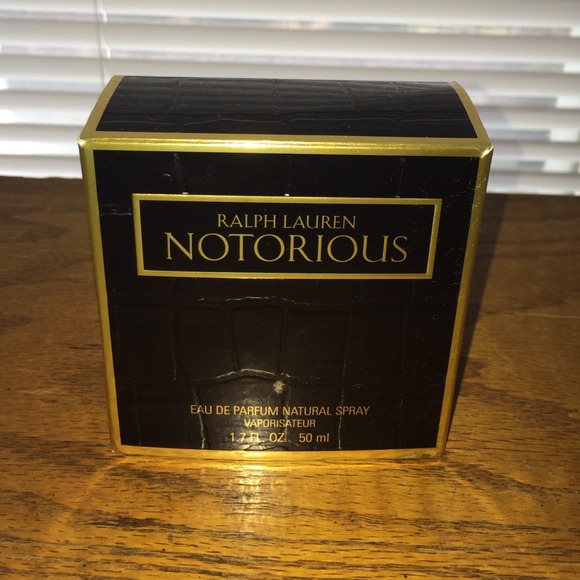 RALPH LAUREN
NOTORIOUS
EAU DE PARFUM NATURAL SPRAY
VAPORISATEUR
1.7 FL. OZ. 50 ml